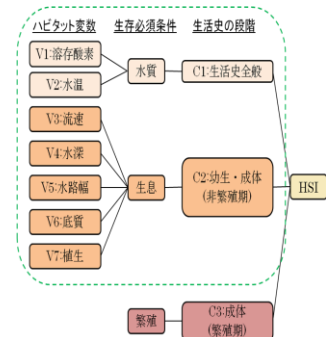 ハビタット変数 生存必須条件 生活史の段階
V1:溶存酸素
V2:水温
水質
C1:生活史全般
V3:流速
V4:水深
V5:水路幅
V6:底質
V7:植生
生息
C2:幼生・成体
(非繁殖期)
HSI
繁殖
C3:成体
(繁殖期)